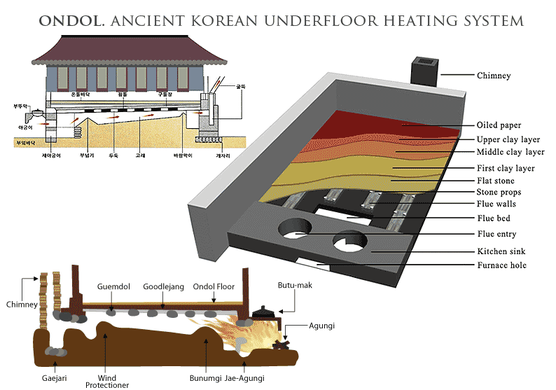 ONDOL. ANCIENT KOREAN UNDERFLOOR HEATING SYSTEM
온돌바닥 구들장
굴뚝
부뚜막
아궁이
부엌바닥
재아궁이 부넘기 두둑 고래 바람막이 개자리
Chimney
Oiled paper
Upper clay layer
Middle clay layer
First clay layer
Flat stone
Stone props
Flue walls
Flue bed
Flue entry
Kitchen sink
Furnace hole
Guemdol Goodlejang Ondol Floor Butu-mak
Chimney
Agungi
Gaejari Wind Protectioner Bunumgi Jae-Agungi